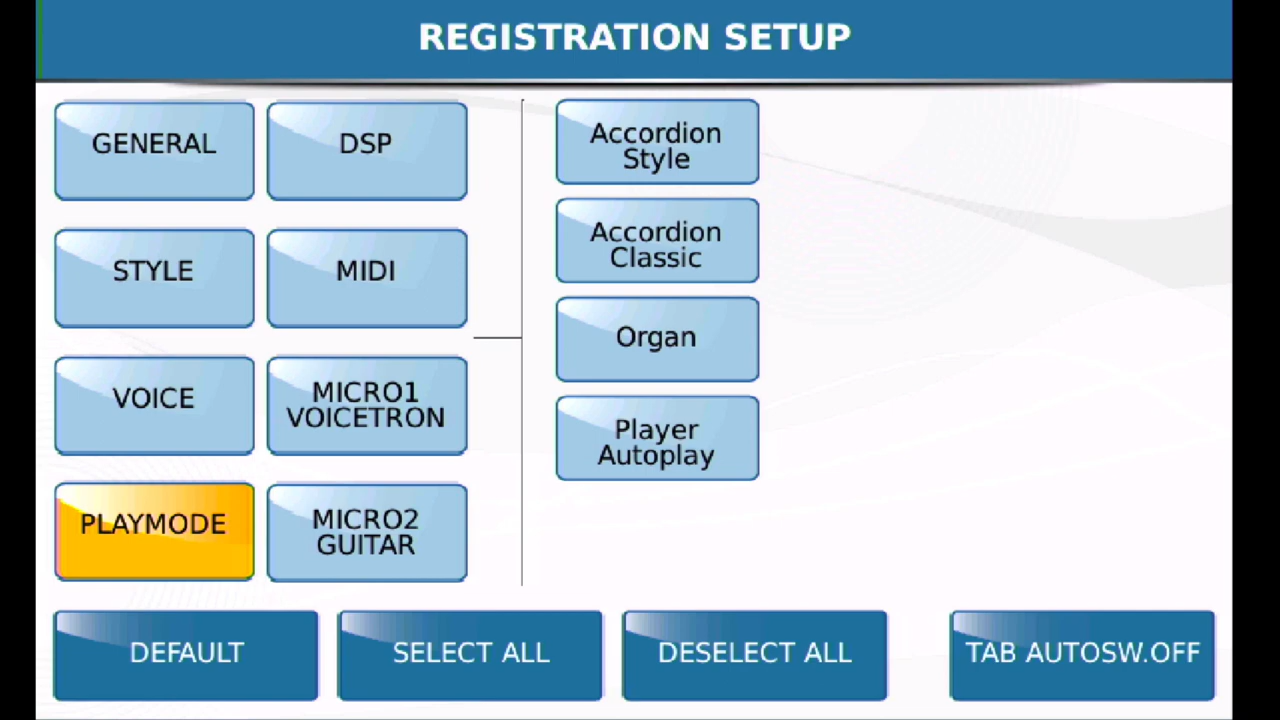 REGISTRATION SETUP
GENERAL
DSP
STYLE
MIDI
VOICE
MICRO1
VOICETRON
PLAYMODE
MICRO2
GUITAR
Accordion
Style
Accordion
Classic
Organ
Player
Autoplay
DEFAULT
SELECT ALL
DESELECT ALL
TAB AUTOSW.OFF